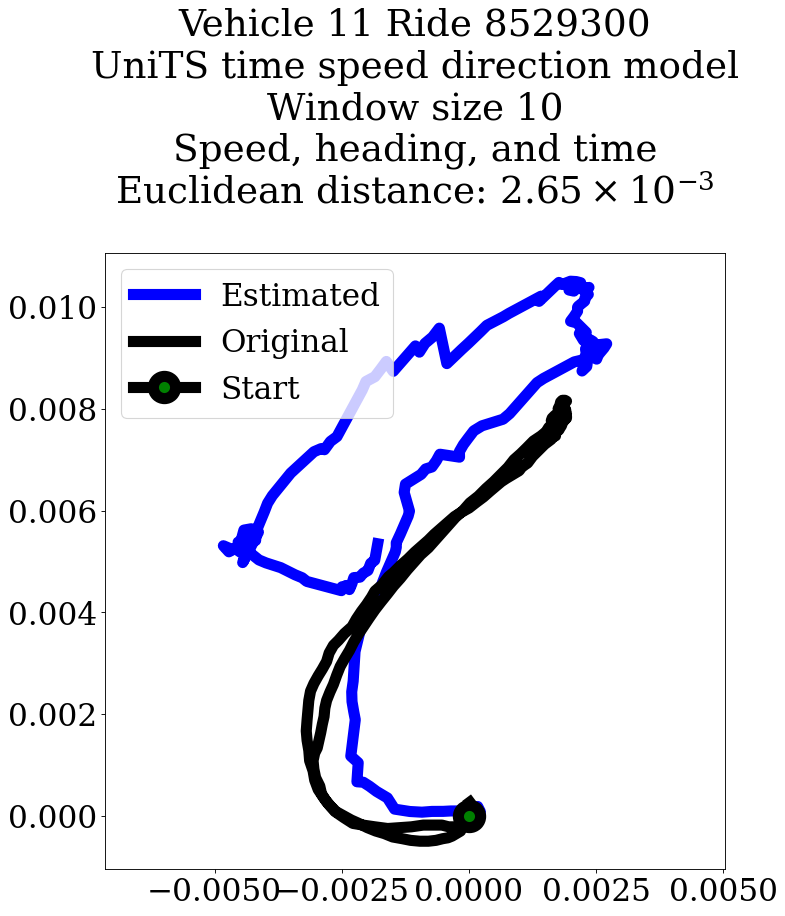 Vehicle 11 Ride 8529300
UniTS time speed direction model
Window size 10
Speed, heading, and time
Euclidean distance: 2.65 × 10⁻³
Estimated
Original
Start
0.010
0.008
0.006
0.004
0.002
0.000
−0.0050 −0.0025 0.0000 0.0025 0.0050